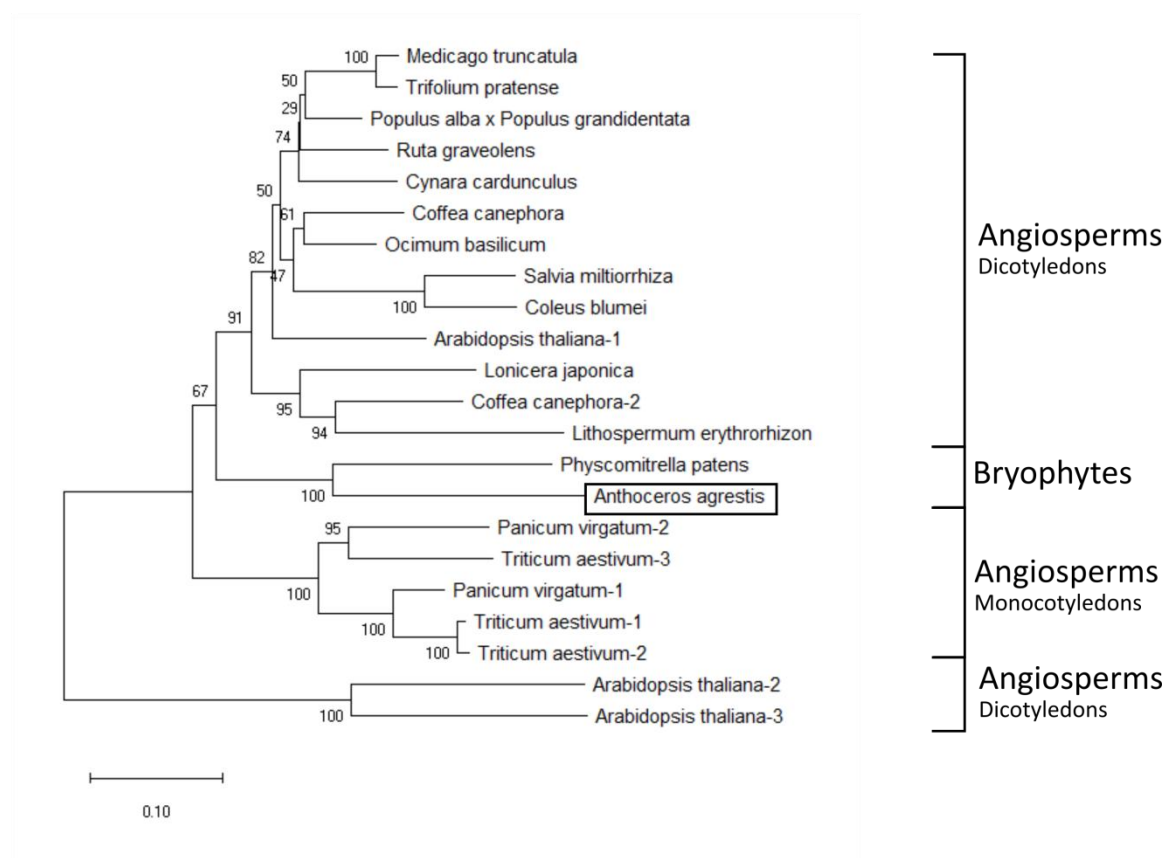 100
Medicago truncatula
50
Trifolium pratense
29
Populus alba x Populus grandidentata
74
Ruta graveolens
Cynara cardunculus
50
61
Coffea canephora
Ocimum basilicum
82
47
Salvia miltiorrhiza
100
Coleus blumei
91
Arabidopsis thaliana-1
Lonicera japonica
67
95
Coffea canephora-2
94
Lithospermum erythrorhizon
Physcomitrella patens
100
Anthoceros agrestis
95
Panicum virgatum-2
Triticum aestivum-3
100
Panicum virgatum-1
100
Triticum aestivum-1
100
Triticum aestivum-2
Arabidopsis thaliana-2
100
Arabidopsis thaliana-3
0.10
Angiosperms
Dicotyledons
Bryophytes
Angiosperms
Monocotyledons
Angiosperms
Dicotyledons